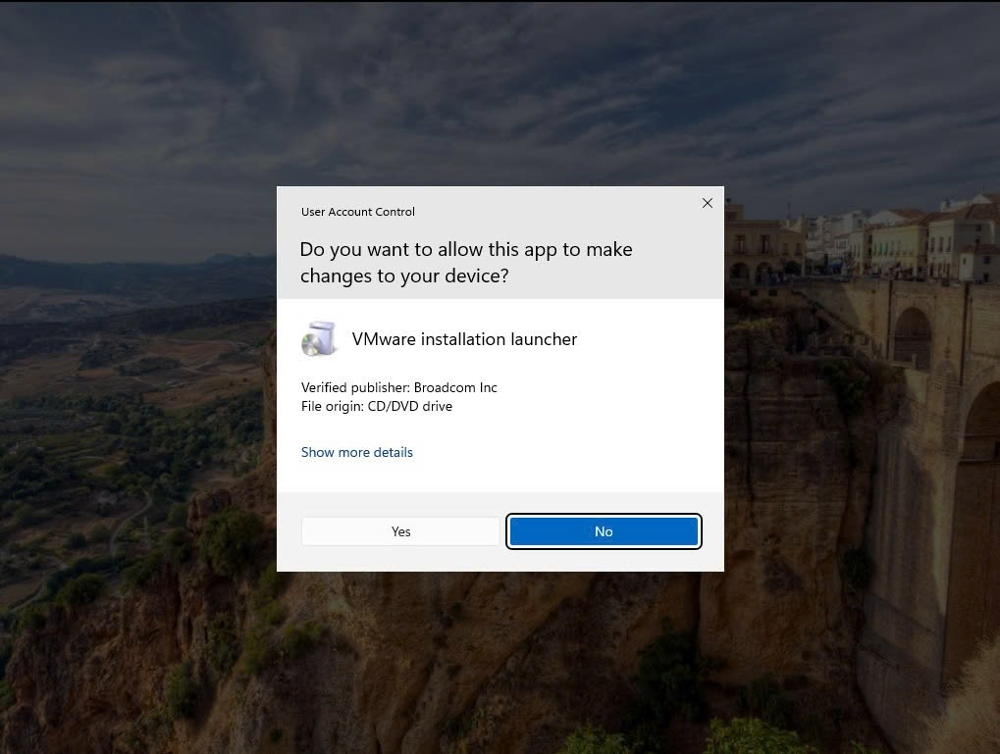 User Account Control
Do you want to allow this app to make
changes to your device?
VMware installation launcher
Verified publisher: Broadcom Inc
File origin: CD/DVD drive
Show more details
Yes
No